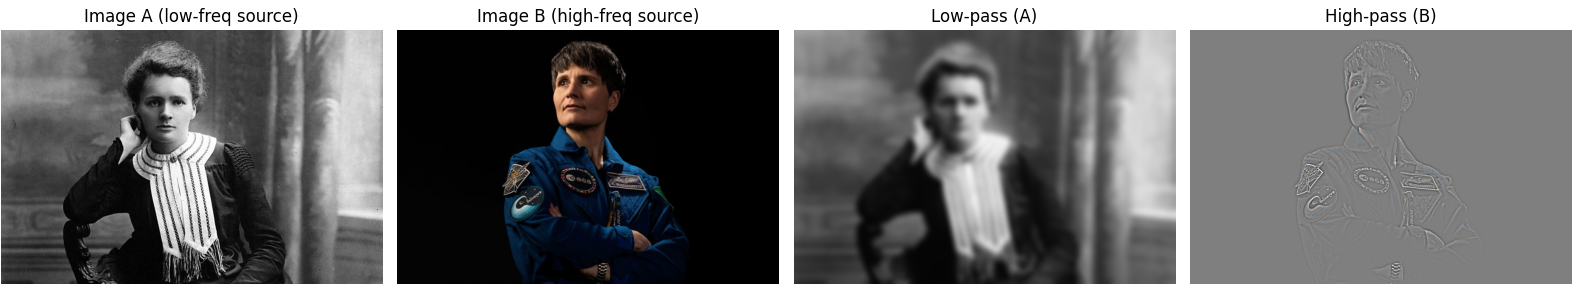 Image A (low-freq source)
Image B (high-freq source)
Low-pass (A)
High-pass (B)